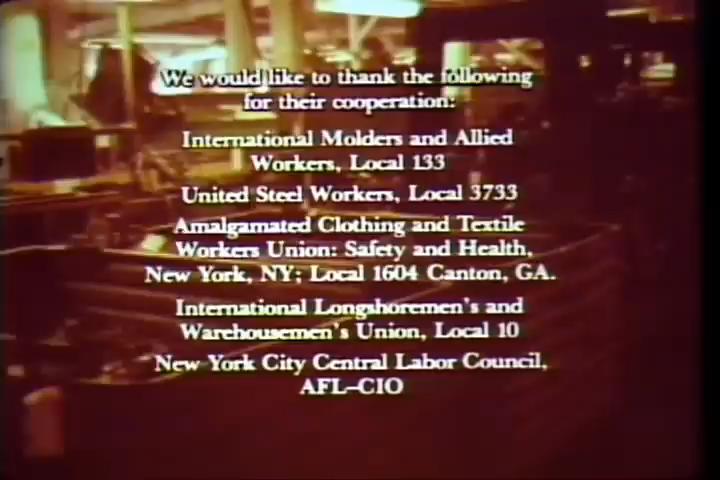 We would like to thank the following
for their cooperation:
International Molders and Allied
Workers, Local 133
United Steel Workers, Local 3733
Amalgamated Clothing and Textile
Workers Union: Safety and Health,
New York, NY; Local 1604 Canton, GA.
International Longshoremen's and
Warehousemen's Union, Local 10
New York City Central Labor Council,
AFL–CIO